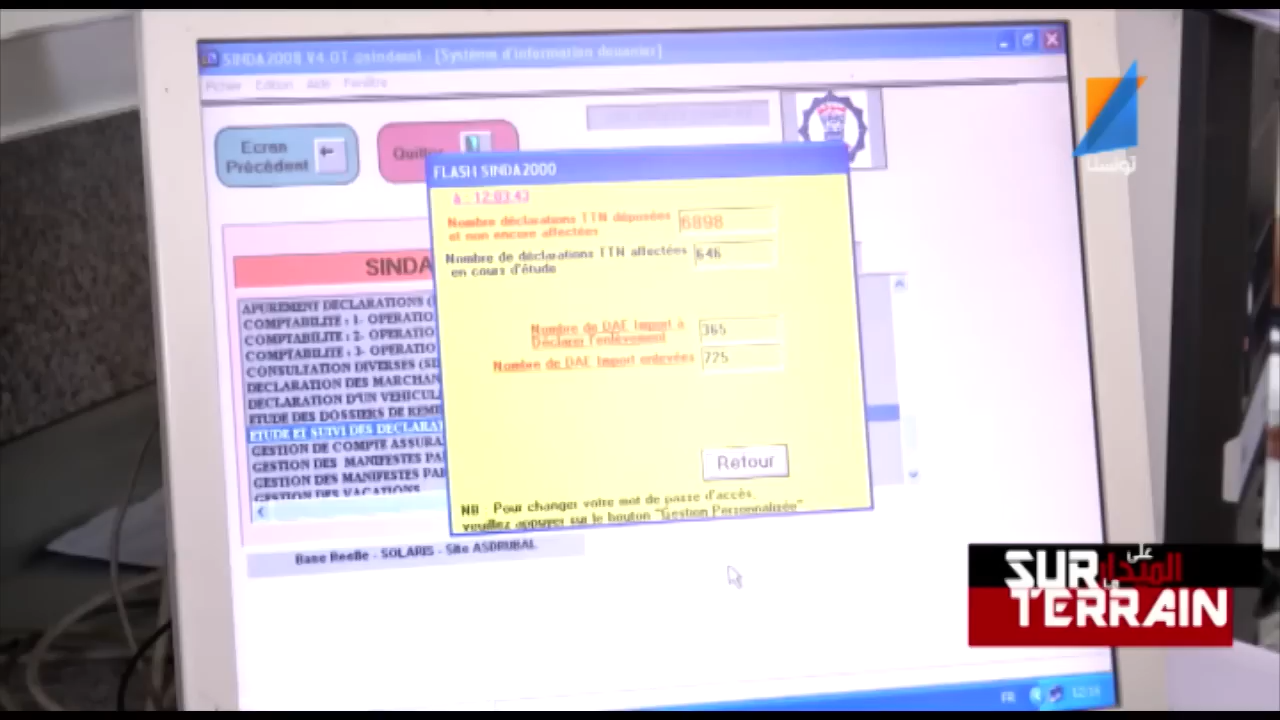 SINDA2008 V4.01 @sindanat - [Système d'information douanier]
Fichier Edition Aide Fenêtre
Ecran
Précédent
Quitter
تونسنا
FLASH SINDA2000
à : 12:03:43
Nombre déclarations TTN déposées
et non encore affectées
6898
Nombre de déclarations TTN affectées
en cours d'étude
646
SINDA
APUREMENT DECLARATIONS (
COMPTABILITE : 1- OPERATIO
COMPTABILITE : 2- OPERATIO
COMPTABILITE : 3- OPERATIO
CONSULTATION DIVERSES (SI
DECLARATION DES MARCHAN
DECLARATION D'UN VEHICUL
ETUDE DES DOSSIERS DE REMI
ETUDE ET SUIVI DES DECLARA
GESTION DE COMPTE ASSURA
GESTION DES MANIFESTES PA
GESTION DES MANIFESTES PA
GESTION DES VACATIONS
Nombre de DAE Import à
Déclarer l'enlèvement
365
Nombre de DAE Import enlevées
725
Retour
NB Pour changer votre mot de passe d'accès,
veuillez appuyer sur le bouton "Gestion Personnalisée"
Base Reelle - SOLARIS - Site ASDRUBAL
على
الميدان
SUR
TERRAIN
FR
12:16